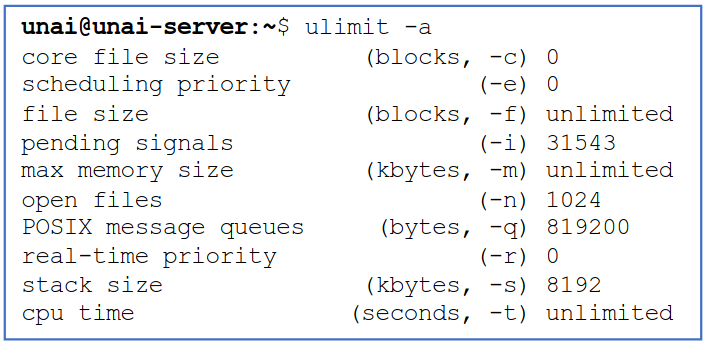 unai@unai-server:~$ ulimit -a
core file size (blocks, -c) 0
scheduling priority (-e) 0
file size (blocks, -f) unlimited
pending signals (-i) 31543
max memory size (kbytes, -m) unlimited
open files (-n) 1024
POSIX message queues (bytes, -q) 819200
real-time priority (-r) 0
stack size (kbytes, -s) 8192
cpu time (seconds, -t) unlimited